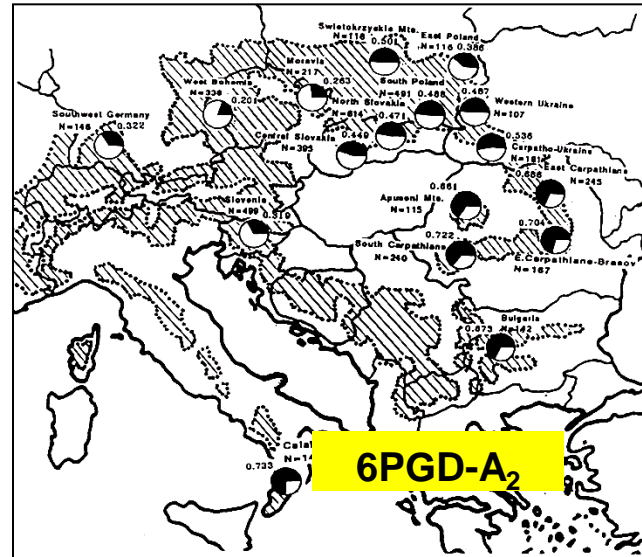 Swietokrzyskie Mts.
N=116 0.501
East Poland
N=116 0.386
Moravia
N=217
0.263
West Bohemia
N=338
0.201
South Poland
N=491 0.488
0.487
Western Ukraine
N=107
North Slovakia
N=614 0.471
Southwest Germany
N=146 0.322
Central Slovakia
N=395
0.449
0.536
Carpatho-Ukraine
N=181
East Carpathians
N=245
0.686
0.661
Apuseni Mts.
N=115
Slovenia
N=499 0.319
0.704
E.Carpathians-Brasov
N=167
0.722
South Carpathians
N=240
Bulgaria
0.673 N=142
0.733
6PGD-A₂